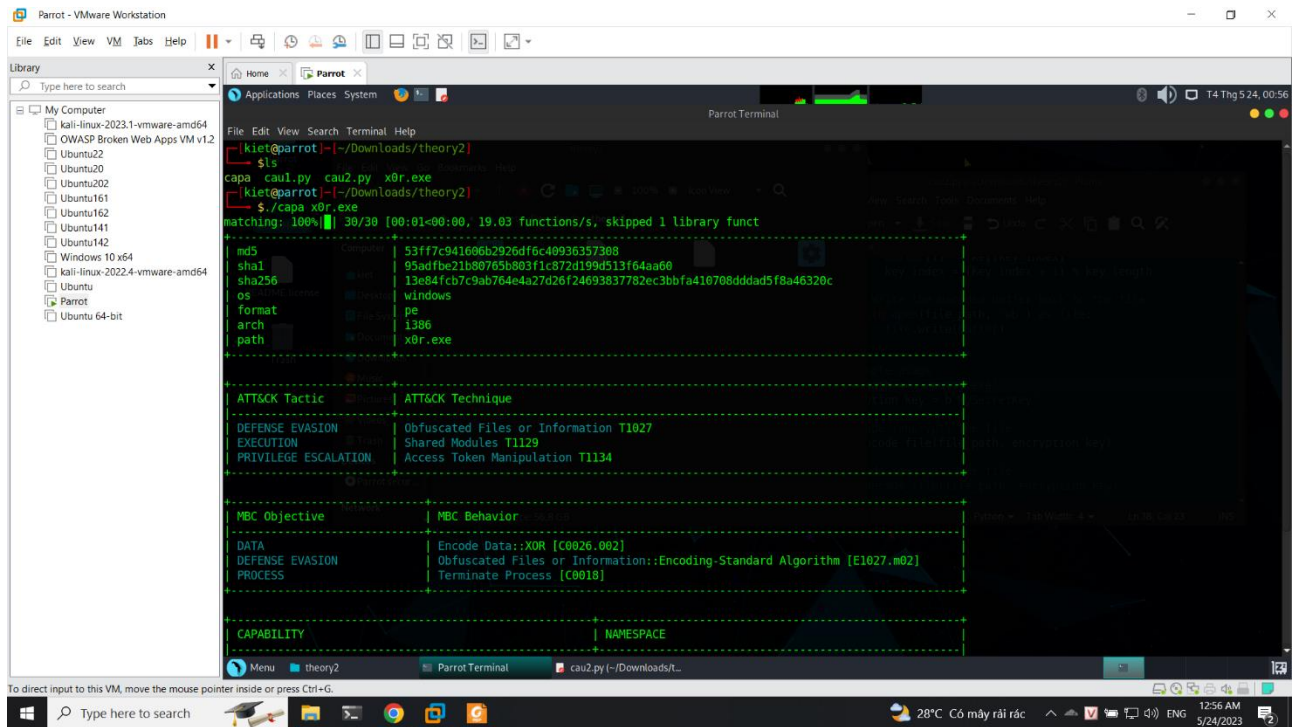 Parrot - VMware Workstation
File Edit View VM Tabs Help
Library
Type here to search
Home
Parrot
My Computer
kali-linux-2023.1-vmware-amd64
OWASP Broken Web Apps VM v1.2
Ubuntu22
Ubuntu20
Ubuntu202
Ubuntu161
Ubuntu162
Ubuntu141
Ubuntu142
Windows 10 x64
kali-linux-2022.4-vmware-amd64
Ubuntu
Parrot
Ubuntu 64-bit
Applications Places System
T4 Thg 5 24, 00:56
Parrot Terminal
File Edit View Search Terminal Help
[kiet@parrot]-[~/Downloads/theory2]
$ls
capa cau1.py cau2.py x0r.exe
[kiet@parrot]-[~/Downloads/theory2]
$./capa x0r.exe
matching: 100%| | 30/30 [00:01<00:00, 19.03 functions/s, skipped 1 library funct
md5 | 53ff7c941606b2926df6c40936357308
sha1 | 95adfbe21b80765b803f1c872d199d513f64aa60
sha256 | 13e84fcb7c9ab764e4a27d26f24693837782ec3bbfa410708dddad5f8a46320c
os | windows
format | pe
arch | i386
path | x0r.exe
ATT&CK Tactic | ATT&CK Technique
DEFENSE EVASION | Obfuscated Files or Information T1027
EXECUTION | Shared Modules T1129
PRIVILEGE ESCALATION | Access Token Manipulation T1134
MBC Objective | MBC Behavior
DATA | Encode Data::XOR [C0026.002]
DEFENSE EVASION | Obfuscated Files or Information::Encoding-Standard Algorithm [E1027.m02]
PROCESS | Terminate Process [C0018]
CAPABILITY | NAMESPACE
Menu theory2 Parrot Terminal cau2.py (~/Downloads/t...
To direct input to this VM, move the mouse pointer inside or press Ctrl+G.
Type here to search
28°C Có mây rải rác
ENG
12:56 AM
5/24/2023